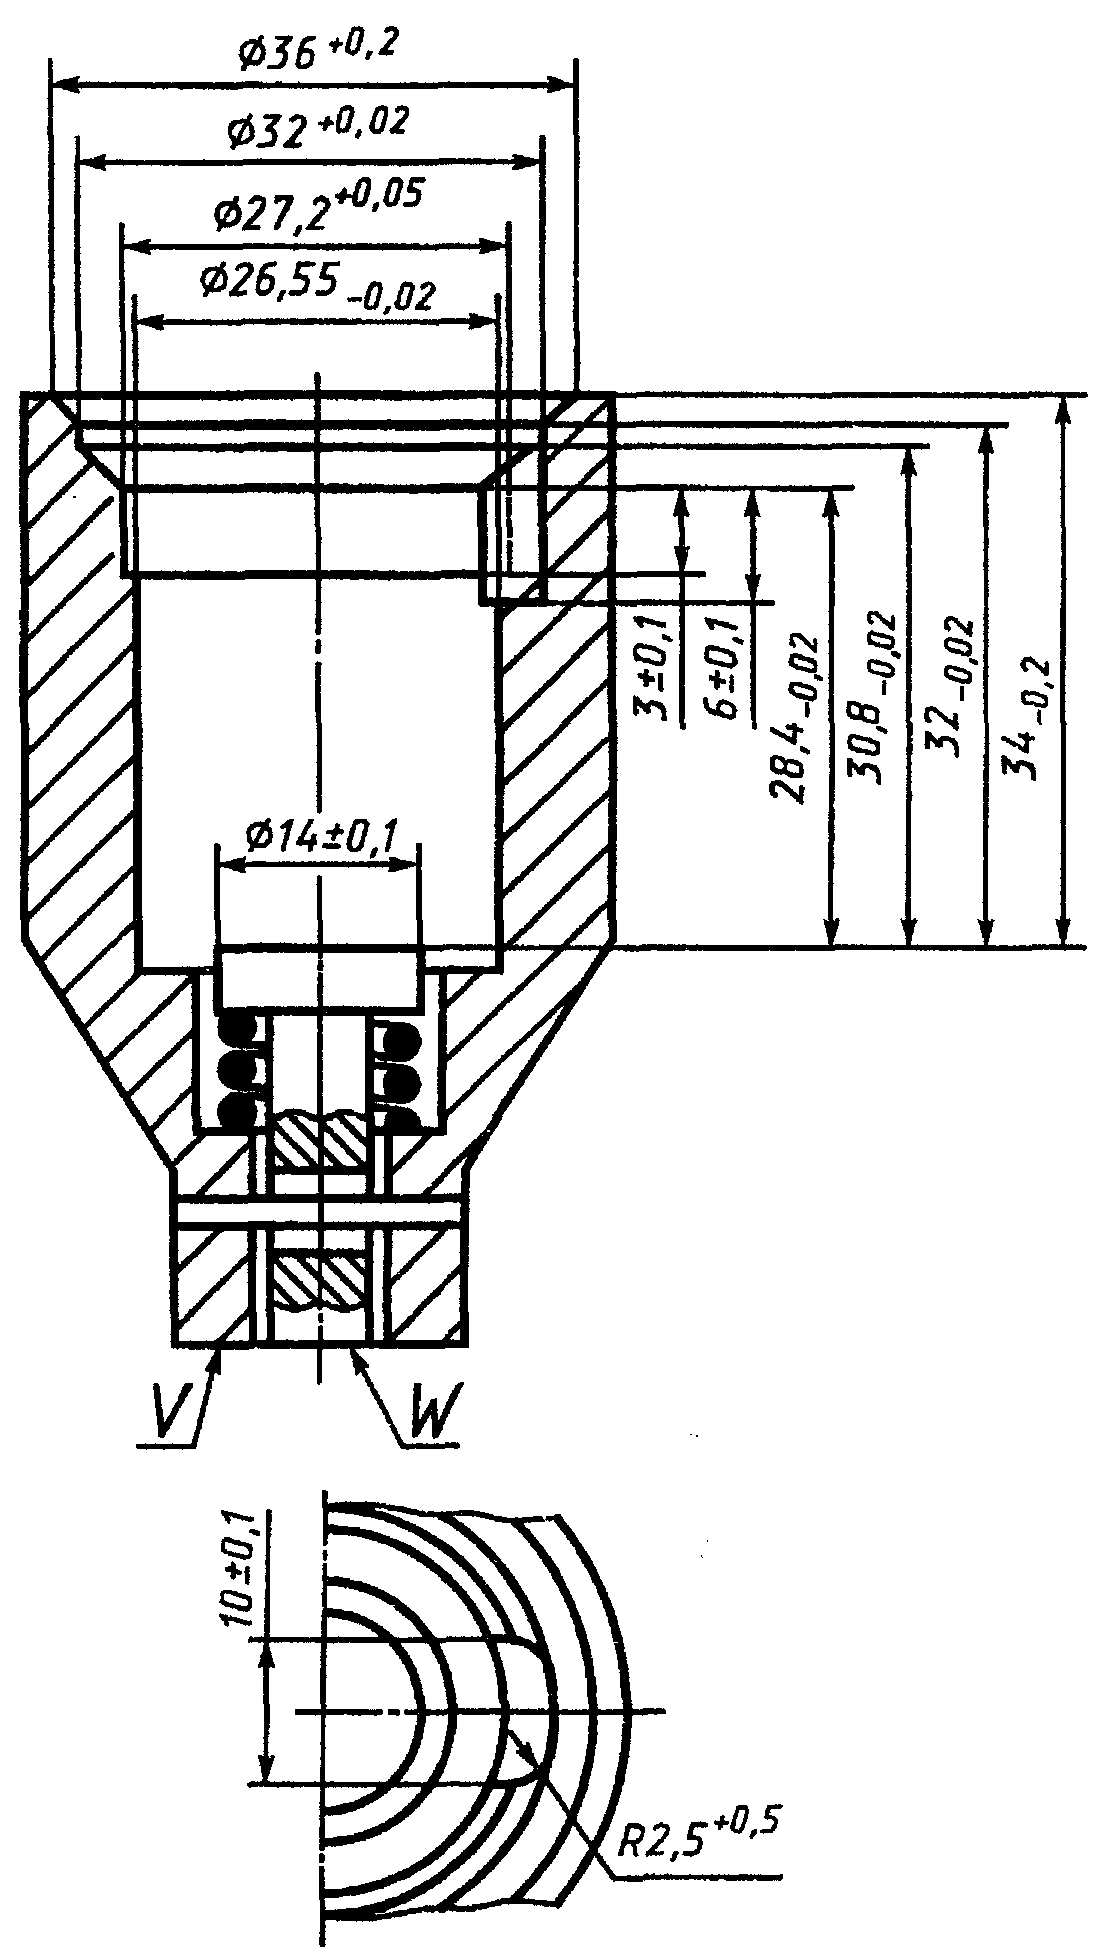 Ø36 +0,2
Ø32 +0,02
Ø27,2 +0,05
Ø26,55 -0,02
3±0,1
6±0,1
28,4 -0,02
30,8 -0,02
32 -0,02
34 -0,2
Ø14±0,1
V
W
10±0,1
R2,5 +0,5